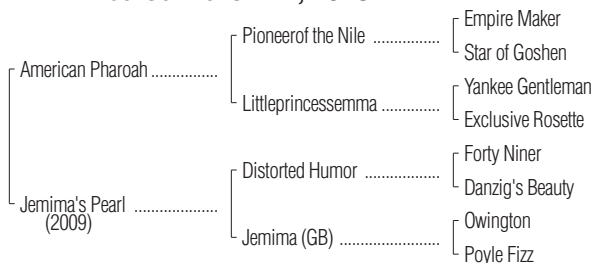 Pioneerof the Nile ................
Empire Maker
Star of Goshen
American Pharoah ................
Littleprincessemma ..............
Yankee Gentleman
Exclusive Rosette
Distorted Humor ..................
Forty Niner
Danzig's Beauty
Jemima's Pearl ....................
(2009)
Jemima (GB) ........................
Owington
Poyle Fizz